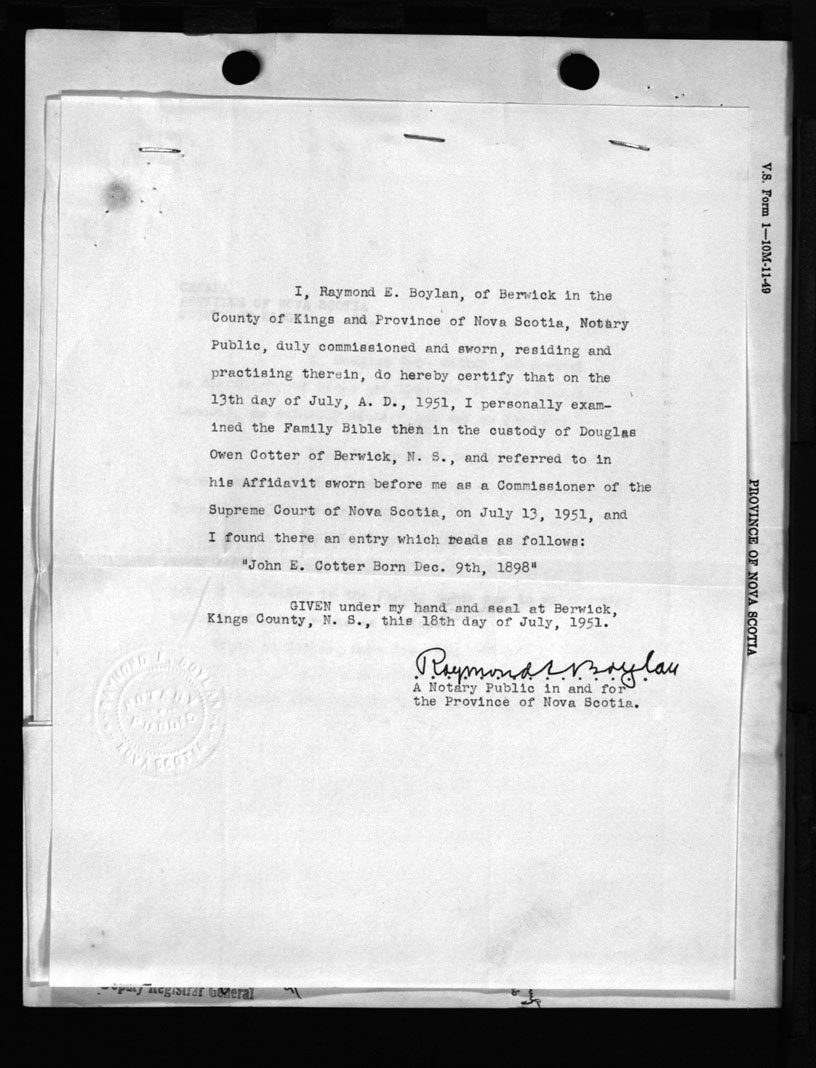 I, Raymond E. Boylan, of Berwick in the
County of Kings and Province of Nova Scotia, Notary
Public, duly commissioned and sworn, residing and
practising therein, do hereby certify that on the
13th day of July, A. D., 1951, I personally exam-
ined the Family Bible then in the custody of Douglas
Owen Cotter of Berwick, N. S., and referred to in
his Affidavit sworn before me as a Commissioner of the
Supreme Court of Nova Scotia, on July 13, 1951, and
I found there an entry which reads as follows:
"John E. Cotter Born Dec. 9th, 1898"
GIVEN under my hand and seal at Berwick,
Kings County, N. S., this 18th day of July, 1951.
Raymond E. Boylan
A Notary Public in and for
the Province of Nova Scotia.
RAYMOND E. BOYLAN
NOTARY
PUBLIC
NOVA SCOTIA
V.S. Form 1—10M-11-49
PROVINCE OF NOVA SCOTIA
Deputy-Registrar General